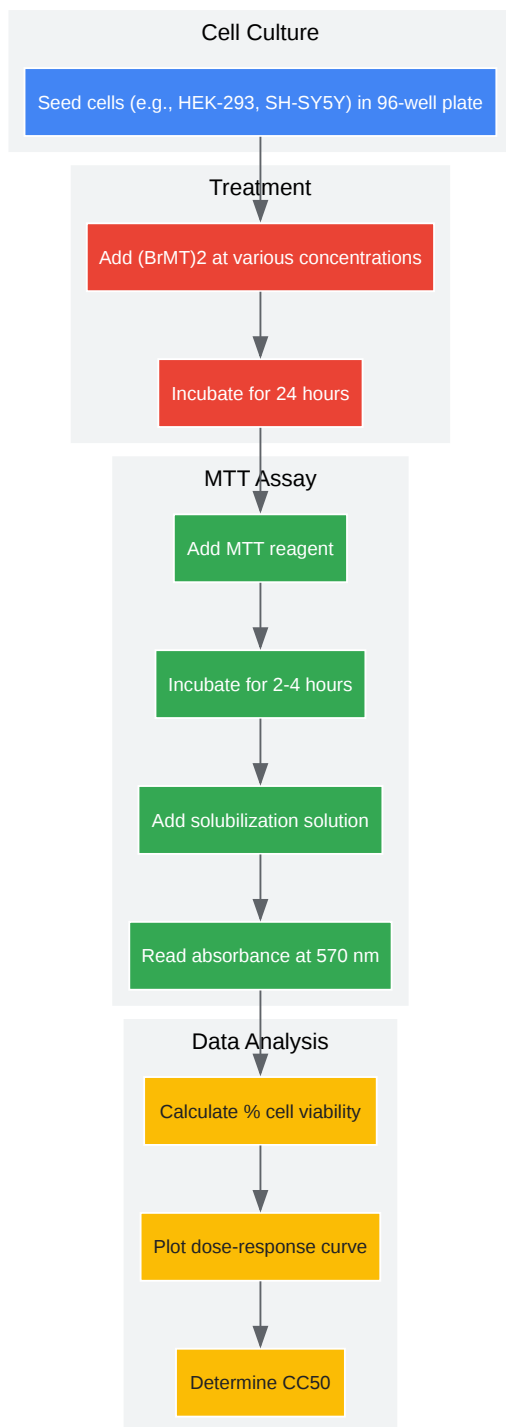 Cell Culture
Seed cells (e.g., HEK-293, SH-SY5Y) in 96-well plate
Treatment
Add (BrMT)2 at various concentrations
Incubate for 24 hours
MTT Assay
Add MTT reagent
Incubate for 2-4 hours
Add solubilization solution
Read absorbance at 570 nm
Data Analysis
Calculate % cell viability
Plot dose-response curve
Determine CC50